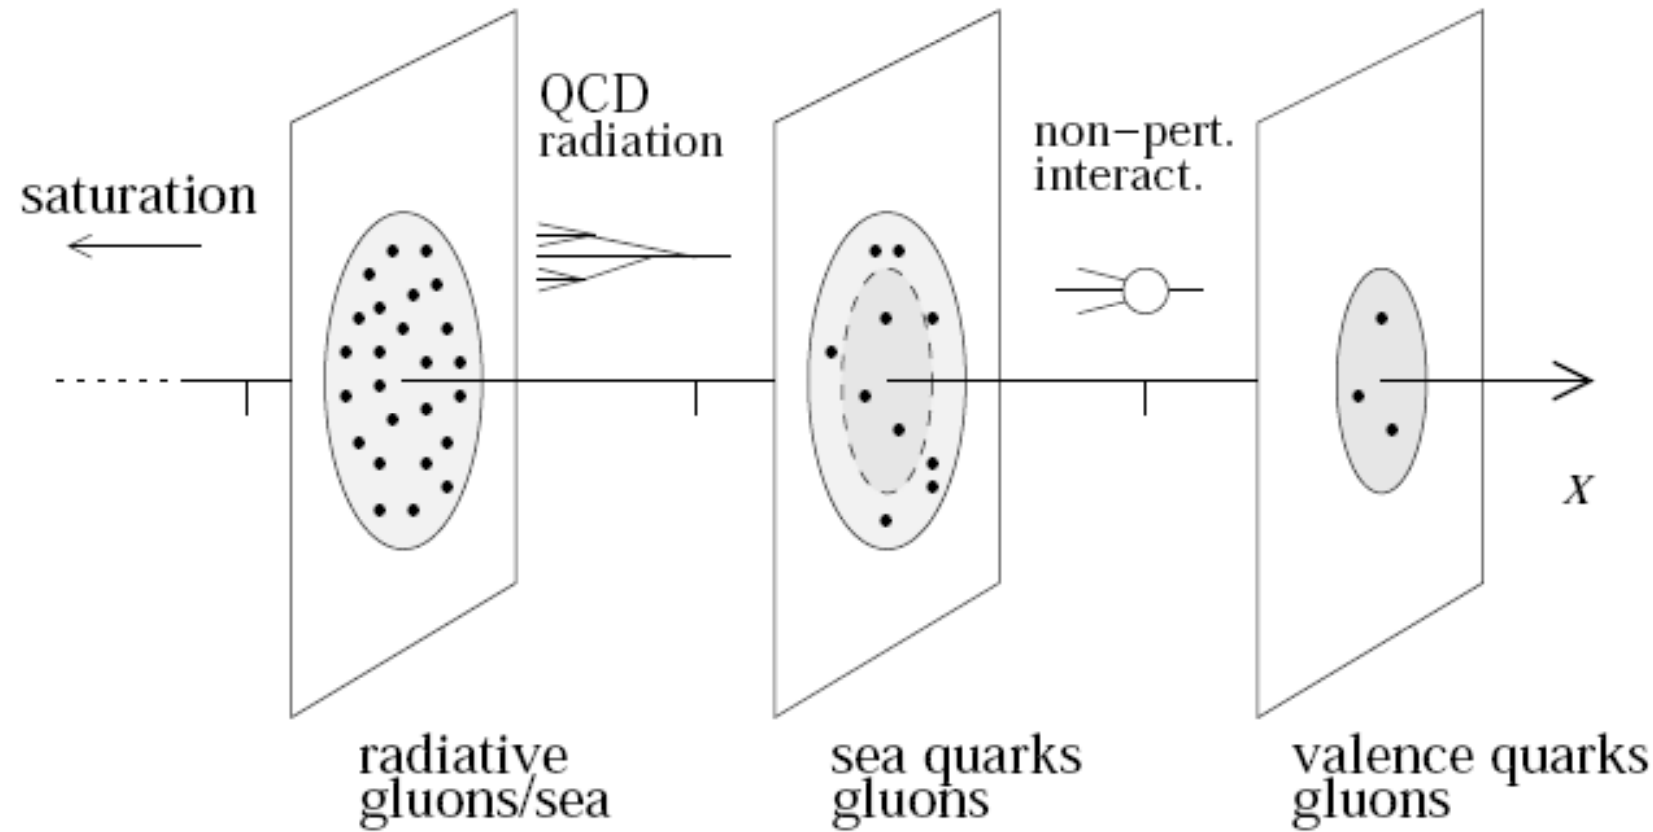 QCD
radiation
non-pert.
interact.
saturation
x
radiative
gluons/sea
sea quarks
gluons
valence quarks
gluons